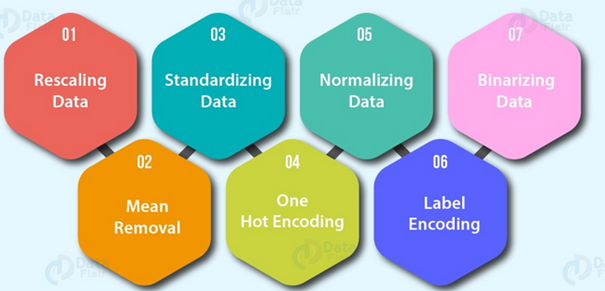 01
Rescaling
Data
02
Mean
Removal
03
Standardizing
Data
04
One
Hot Encoding
05
Normalizing
Data
06
Label
Encoding
07
Binarizing
Data
Data
Flair